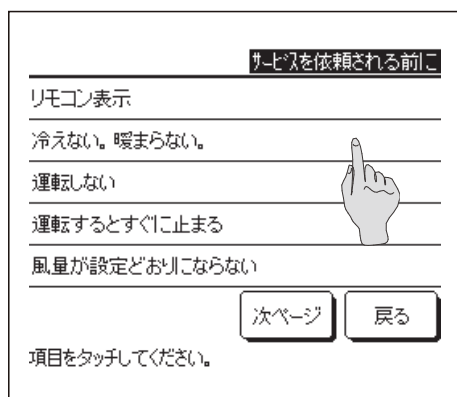 サービスを依頼される前に
リモコン表示
冷えない。暖まらない。
運転しない
運転するとすぐに止まる
風量が設定どおりにならない
次ページ 戻る
項目をタッチしてください。